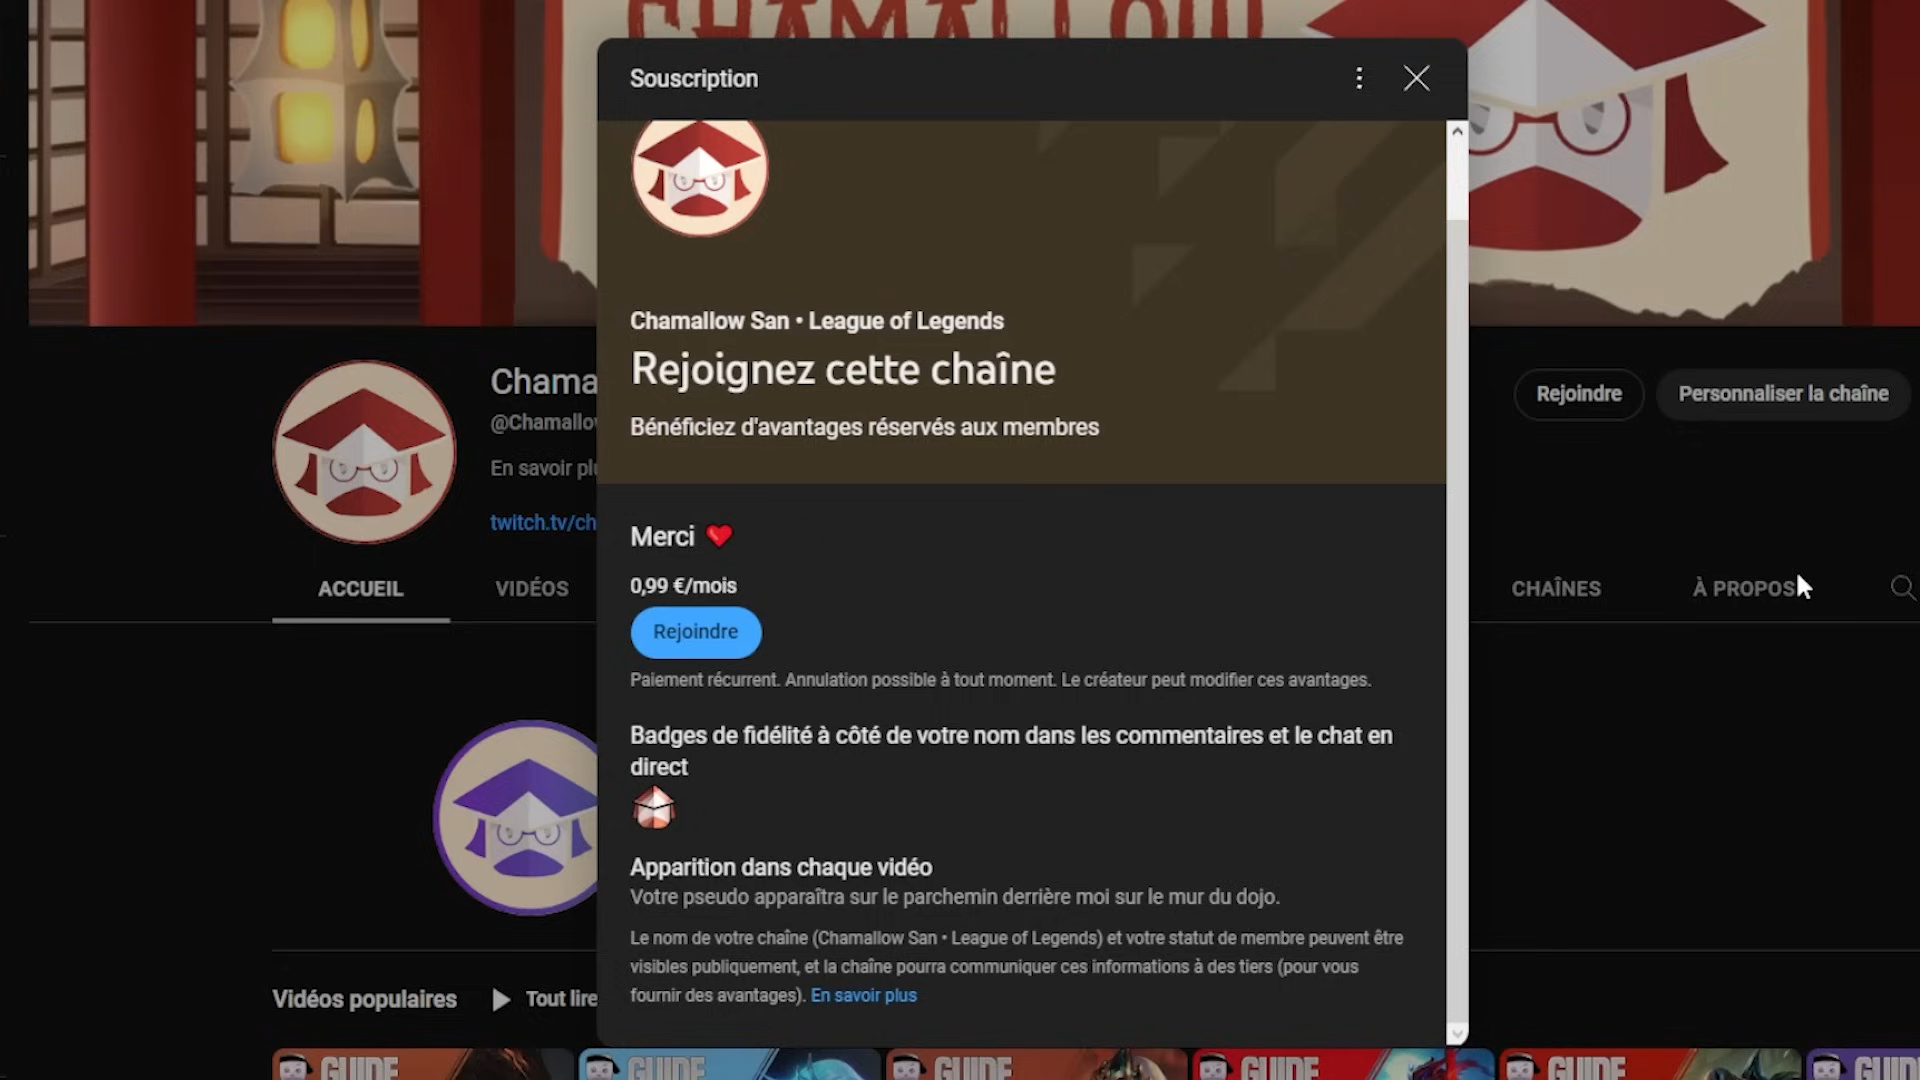 CHAMALLOW
Souscription
Chamallow San • League of Legends
Rejoignez cette chaîne
Bénéficiez d'avantages réservés aux membres
Merci ❤
0,99 €/mois
Rejoindre
Paiement récurrent. Annulation possible à tout moment. Le créateur peut modifier ces avantages.
Badges de fidélité à côté de votre nom dans les commentaires et le chat en
direct
Apparition dans chaque vidéo
Votre pseudo apparaîtra sur le parchemin derrière moi sur le mur du dojo.
Le nom de votre chaîne (Chamallow San • League of Legends) et votre statut de membre peuvent être
visibles publiquement, et la chaîne pourra communiquer ces informations à des tiers (pour vous
fournir des avantages). En savoir plus
Chama
@Chamallo
En savoir plu
twitch.tv/ch
Rejoindre
Personnaliser la chaîne
ACCUEIL
VIDÉOS
CHAÎNES
À PROPOS
Vidéos populaires
Tout lire
GUIDE
GUIDE
GUIDE
GUIDE
GUIDE
GUID